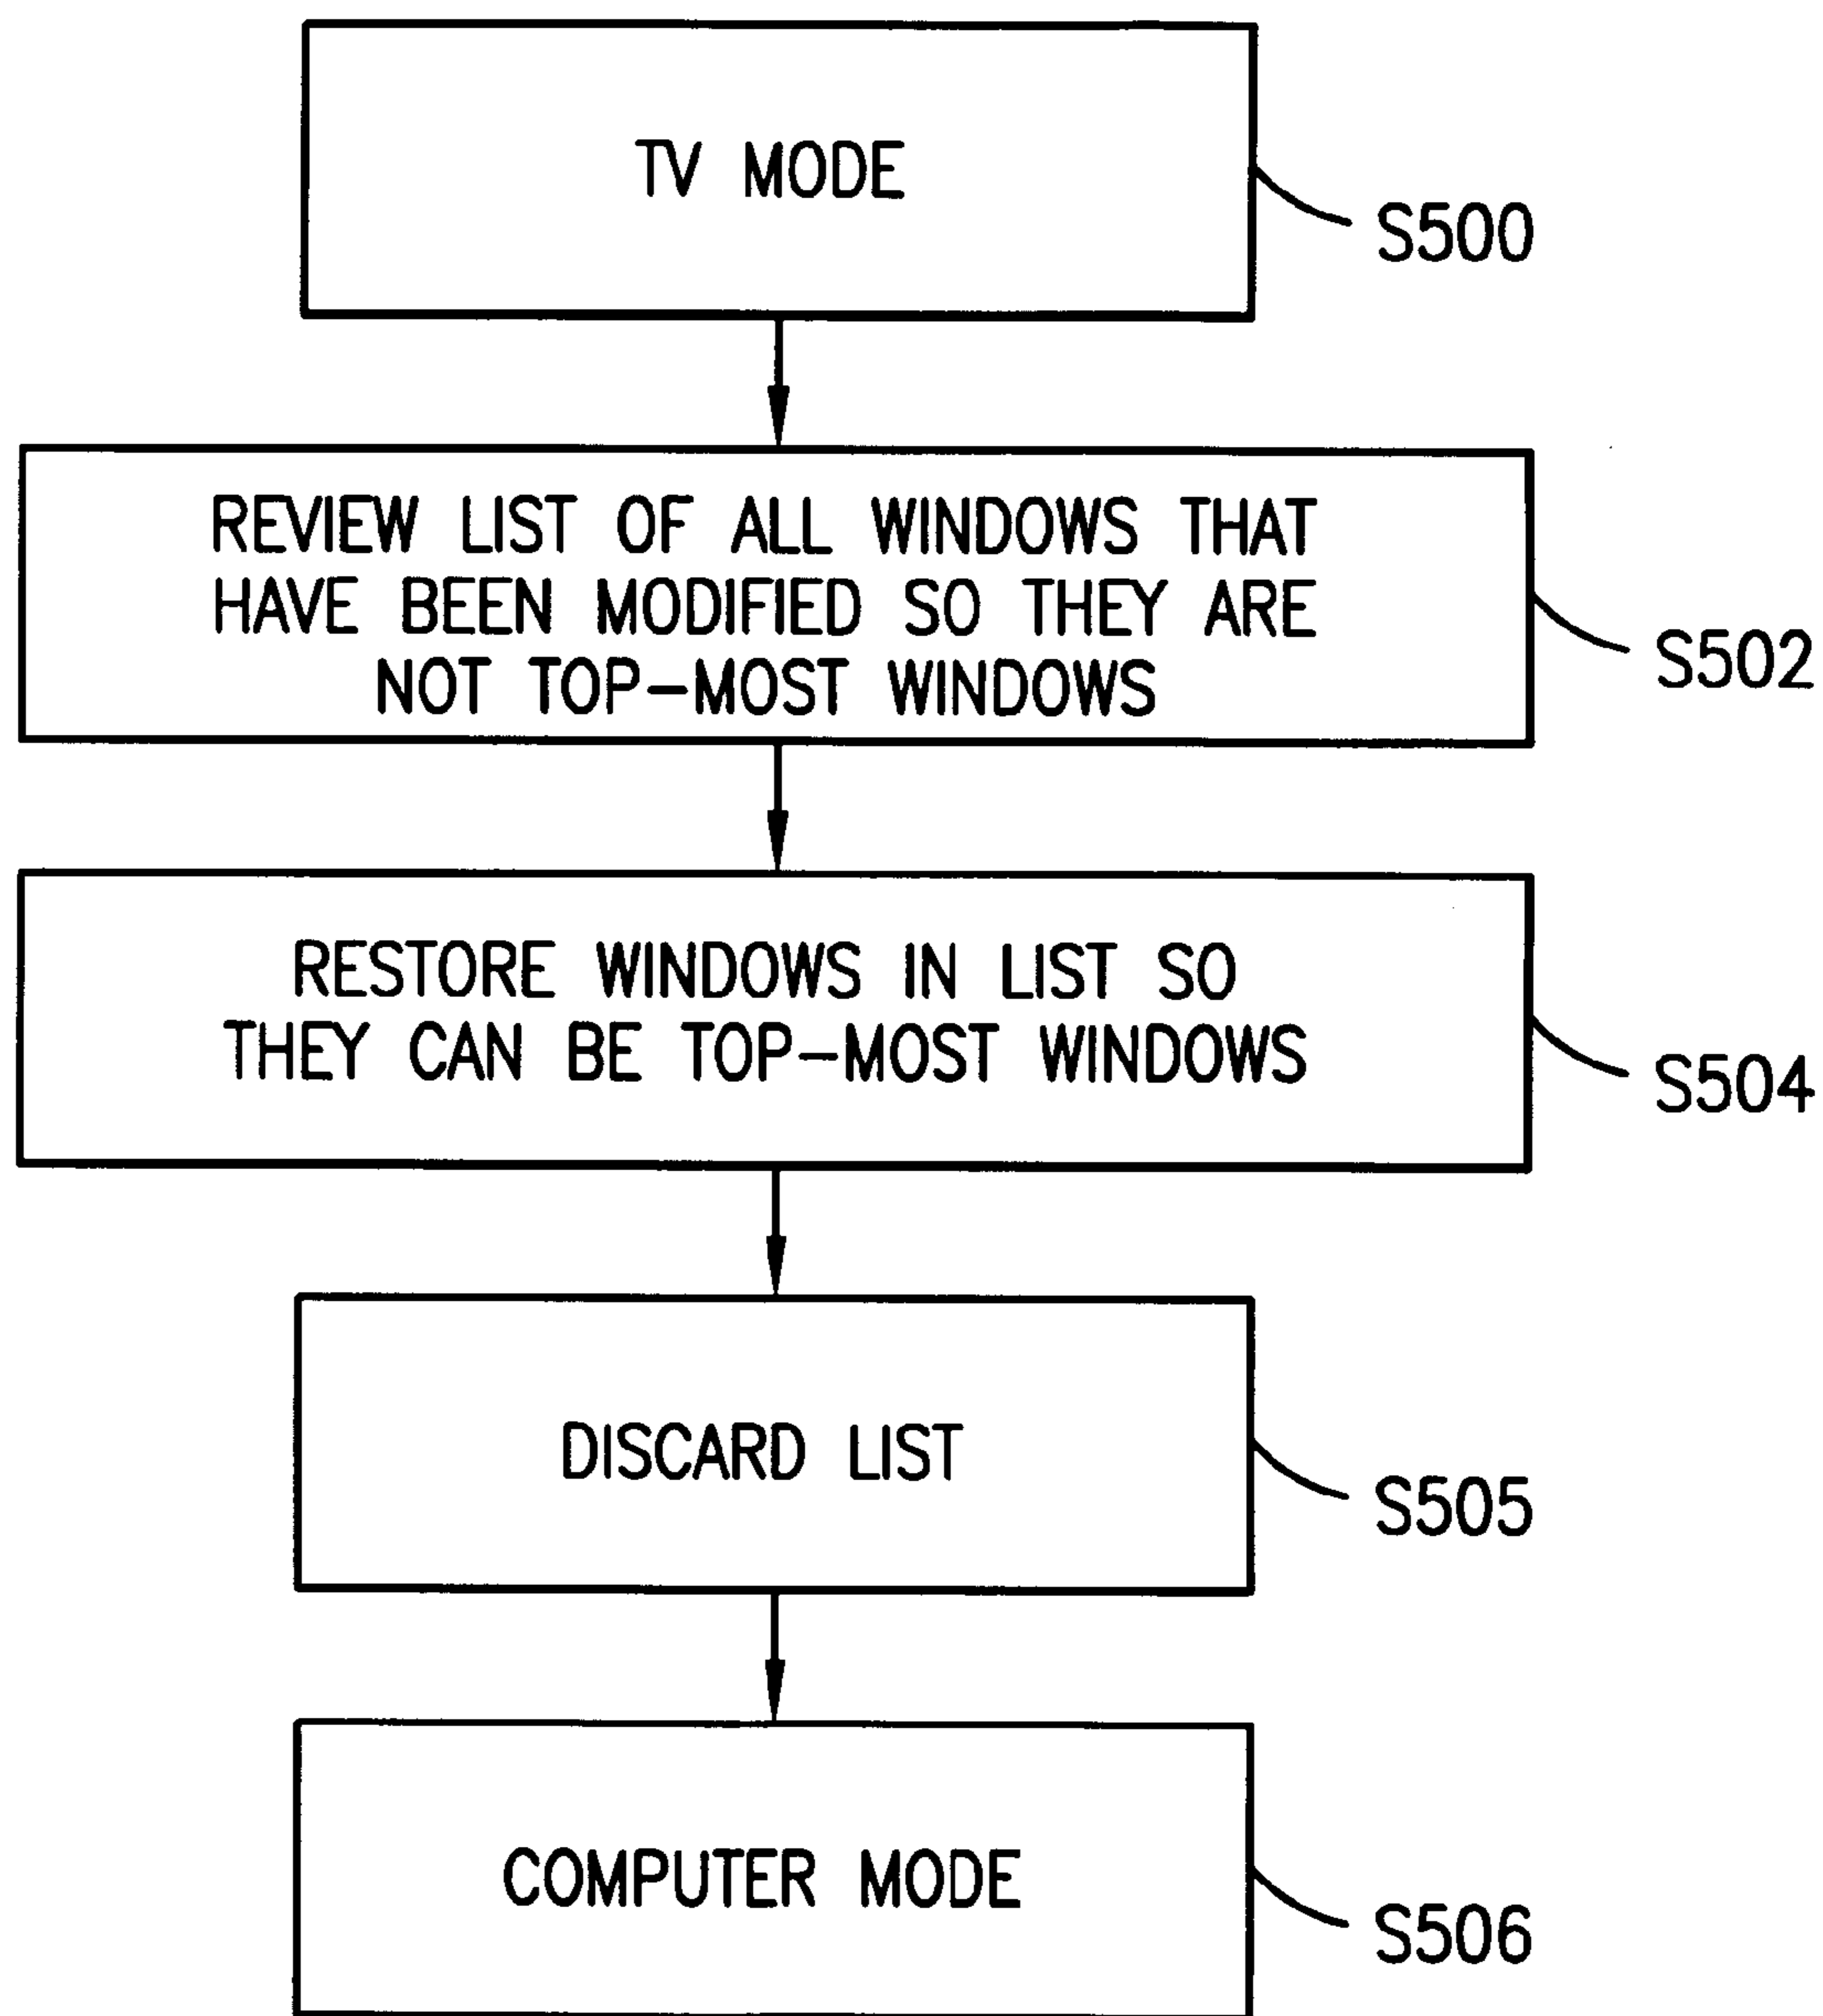 TV MODE
S500
REVIEW LIST OF ALL WINDOWS THAT
HAVE BEEN MODIFIED SO THEY ARE
NOT TOP-MOST WINDOWS
S502
RESTORE WINDOWS IN LIST SO
THEY CAN BE TOP-MOST WINDOWS
S504
DISCARD LIST
S505
COMPUTER MODE
S506